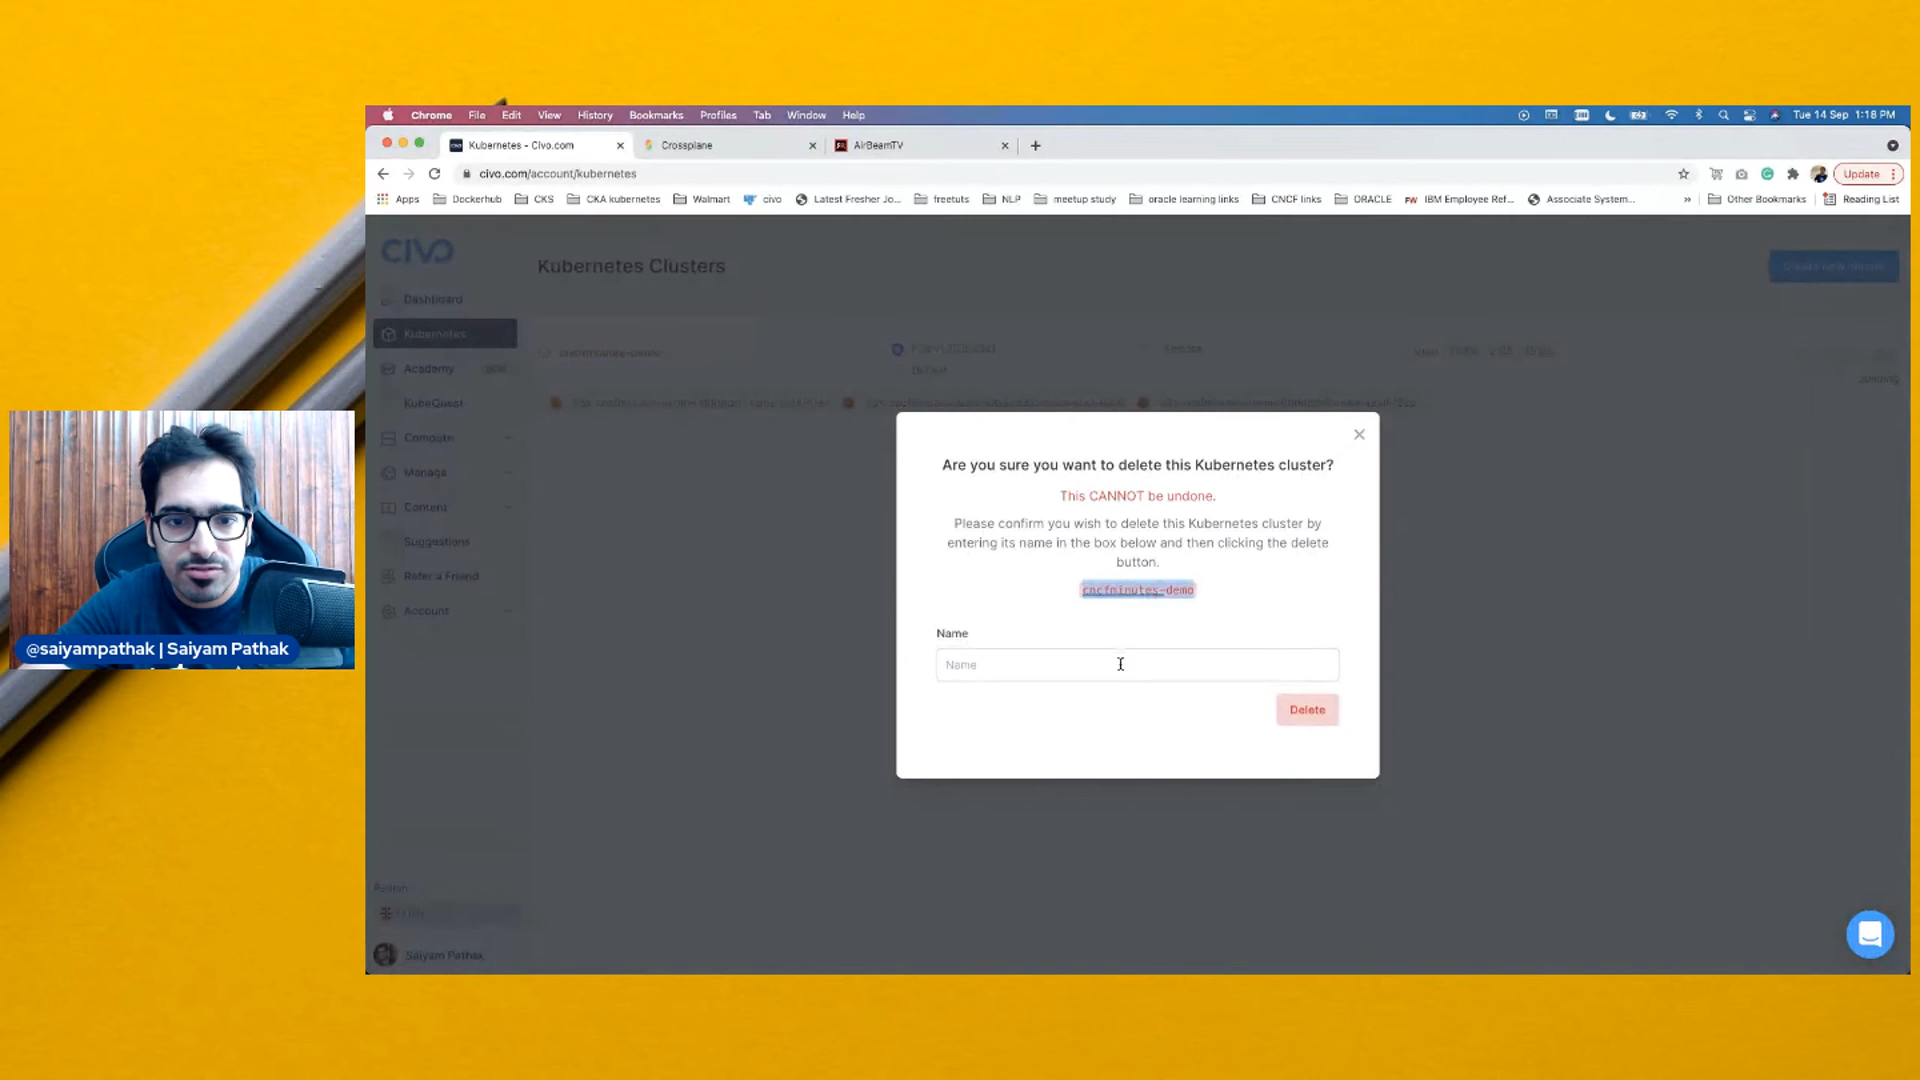 Chrome File Edit View History Bookmarks Profiles Tab Window Help
Tue 14 Sep 1:18 PM
Kubernetes - Civo.com
Crossplane
AirBeamTV
civo.com/account/kubernetes
Update
Apps
Dockerhub
CKS
CKA kubernetes
Walmart
civo
Latest Fresher Jo...
freetuts
NLP
meetup study
oracle learning links
CNCF links
ORACLE
IBM Employee Ref...
Associate System...
»
Other Bookmarks
Reading List
CIVO
Kubernetes Clusters
Create new cluster
Dashboard
Kubernetes
Academy
KubeQuest
Compute
Manage
Content
Suggestions
Refer a Friend
Account
Are you sure you want to delete this Kubernetes cluster?
This CANNOT be undone.
Please confirm you wish to delete this Kubernetes cluster by
entering its name in the box below and then clicking the delete
button.
cncfminutes-demo
Name
Name
Delete
@saiyampathak | Saiyam Pathak
Region
Saiyam Pathak